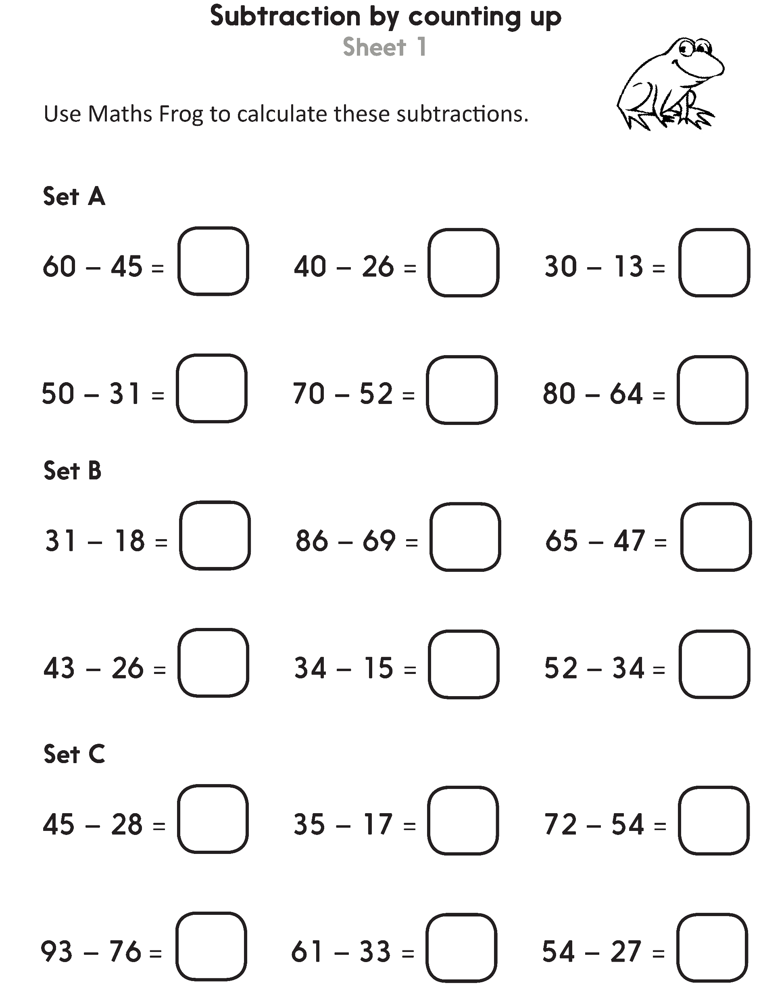 Subtraction by counting up
Sheet 1
Use Maths Frog to calculate these subtractions.
Set A
60 – 45 = 40 – 26 = 30 – 13 =
50 – 31 = 70 – 52 = 80 – 64 =
Set B
31 – 18 = 86 – 69 = 65 – 47 =
43 – 26 = 34 – 15 = 52 – 34 =
Set C
45 – 28 = 35 – 17 = 72 – 54 =
93 – 76 = 61 – 33 = 54 – 27 =